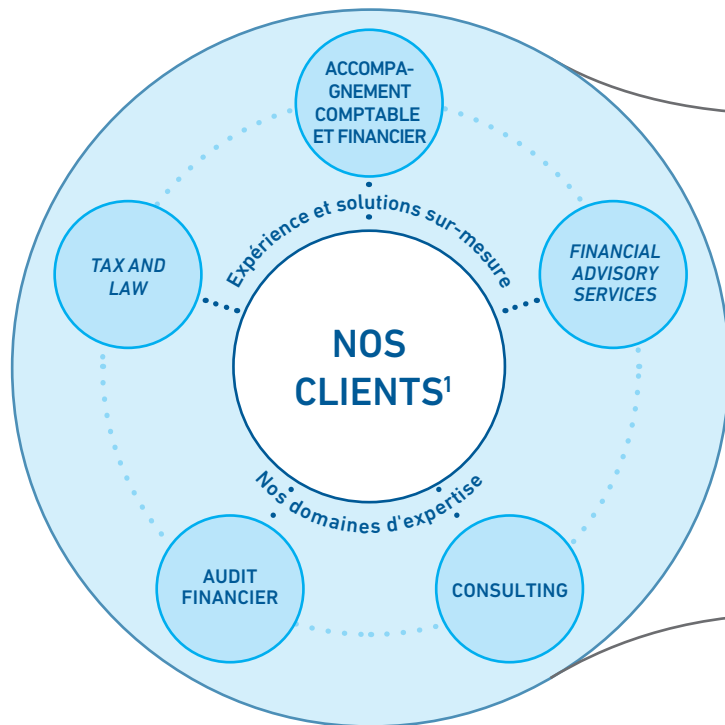 ACCOMPA-
GNEMENT
COMPTABLE
ET FINANCIER
Expérience et solutions sur-mesure
TAX AND
LAW
FINANCIAL
ADVISORY
SERVICES
NOS
CLIENTS¹
Nos domaines d'expertise
AUDIT
FINANCIER
CONSULTING